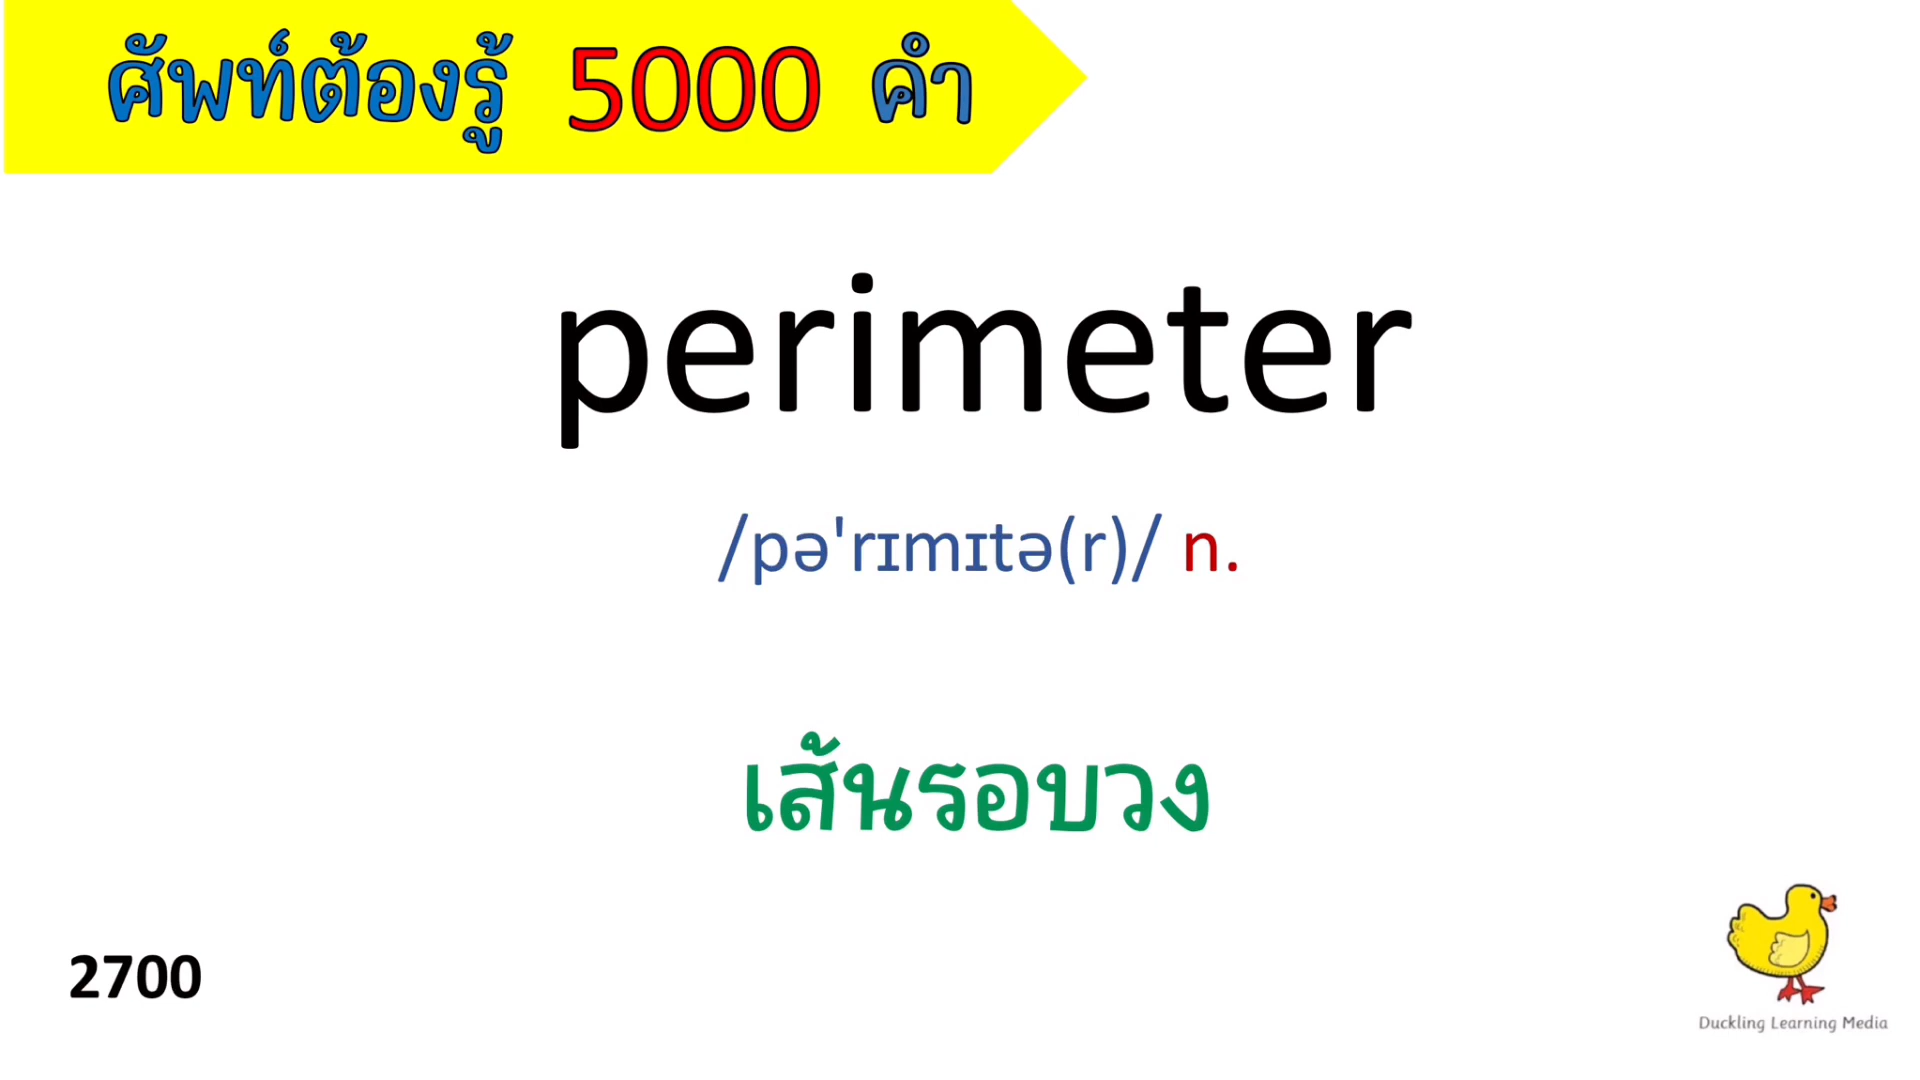 ศัพท์ต้องรู้ 5000 คำ
perimeter
/pə'rɪmɪtə(r)/ n.
เส้นรอบวง
2700
Duckling Learning Media